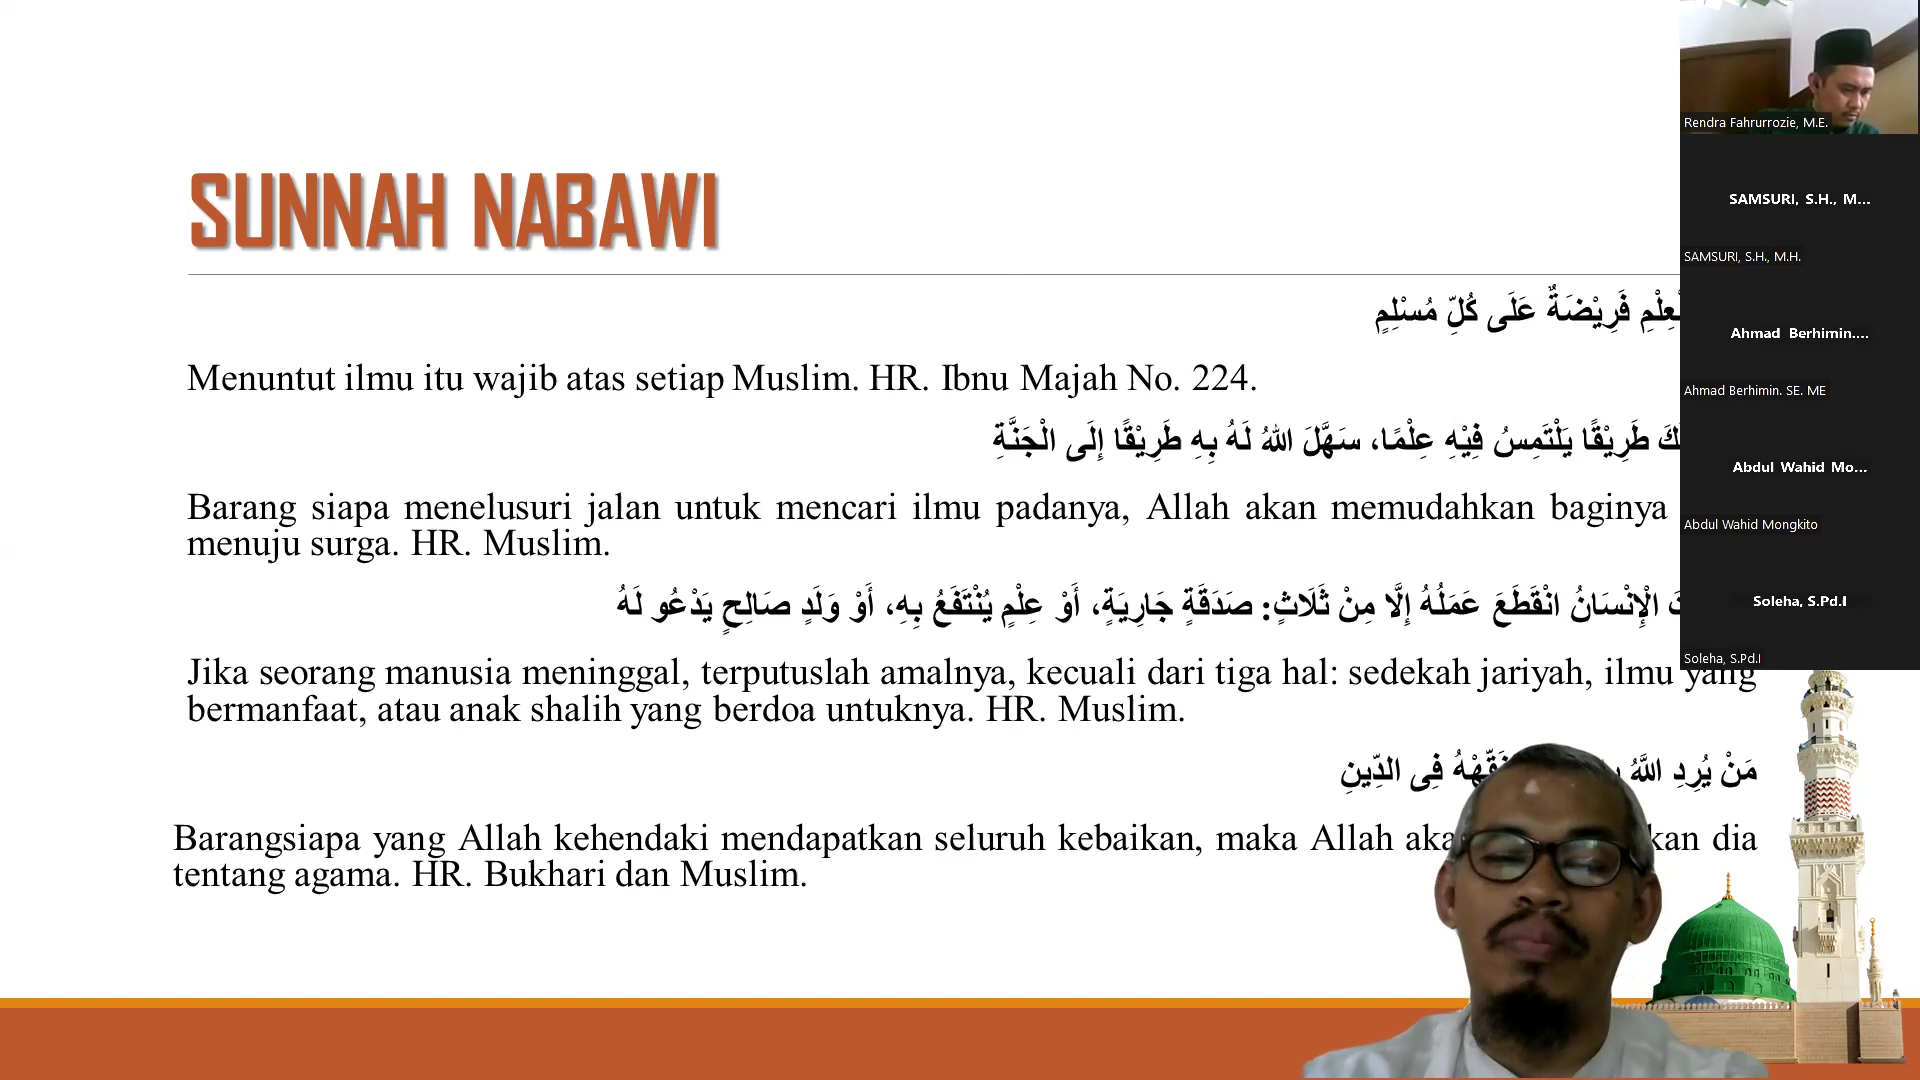 SUNNAH NABAWI
الْعِلْمِ فَرِيْضَةٌ عَلَى كُلِّ مُسْلِمٍ
Menuntut ilmu itu wajib atas setiap Muslim. HR. Ibnu Majah No. 224.
طَرِيْقًا يَلْتَمِسُ فِيْهِ عِلْمًا، سَهَّلَ اللهُ لَهُ بِهِ طَرِيْقًا إِلَى الْجَنَّةِ
Barang siapa menelusuri jalan untuk mencari ilmu padanya, Allah akan memudahkan baginya
menuju surga. HR. Muslim.
الْإِنْسَانُ انْقَطَعَ عَمَلُهُ إِلَّا مِنْ ثَلَاثٍ: صَدَقَةٍ جَارِيَةٍ، أَوْ عِلْمٍ يُنْتَفَعُ بِهِ، أَوْ وَلَدٍ صَالِحٍ يَدْعُو لَهُ
Jika seorang manusia meninggal, terputuslah amalnya, kecuali dari tiga hal: sedekah jariyah, ilmu yang
bermanfaat, atau anak shalih yang berdoa untuknya. HR. Muslim.
مَنْ يُرِدِ اللَّهُ فِى الدِّينِ
Barangsiapa yang Allah kehendaki mendapatkan seluruh kebaikan, maka Allah dia
tentang agama. HR. Bukhari dan Muslim.
Rendra Fahrurrozie, M.E.
SAMSURI, S.H., M...
SAMSURI, S.H., M.H.
Ahmad Berhimin....
Ahmad Berhimin. SE. ME
Abdul Wahid Mo...
Abdul Wahid Mongkito
Soleha, S.Pd.I
Soleha, S.Pd.I